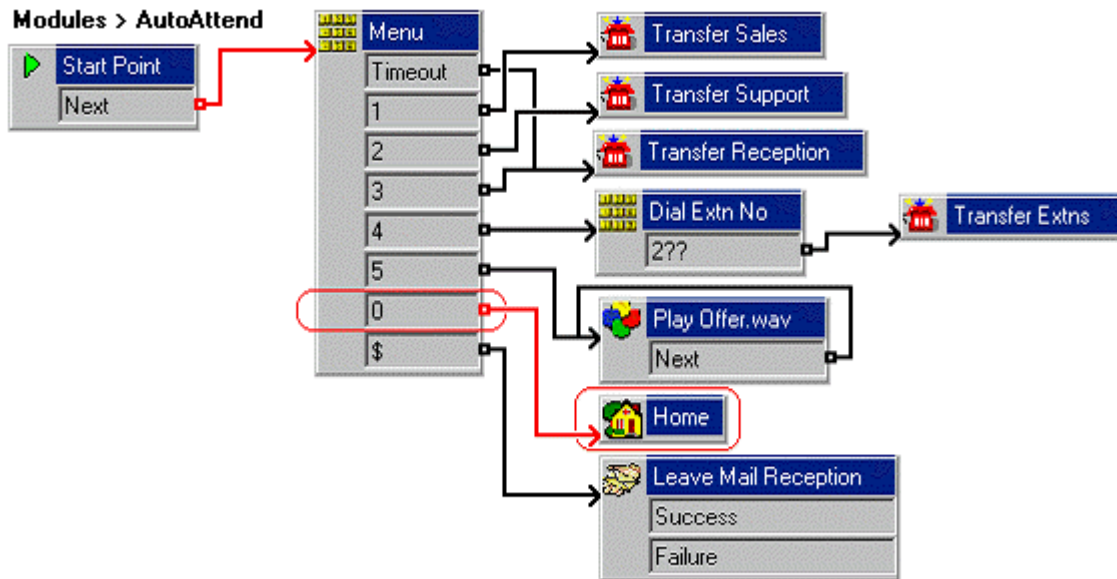 Modules > AutoAttend
Start Point
Next
Menu
Timeout
1
2
3
4
5
0
$
Transfer Sales
Transfer Support
Transfer Reception
Dial Extn No
2??
Transfer Extns
Play Offer.wav
Next
Home
Leave Mail Reception
Success
Failure